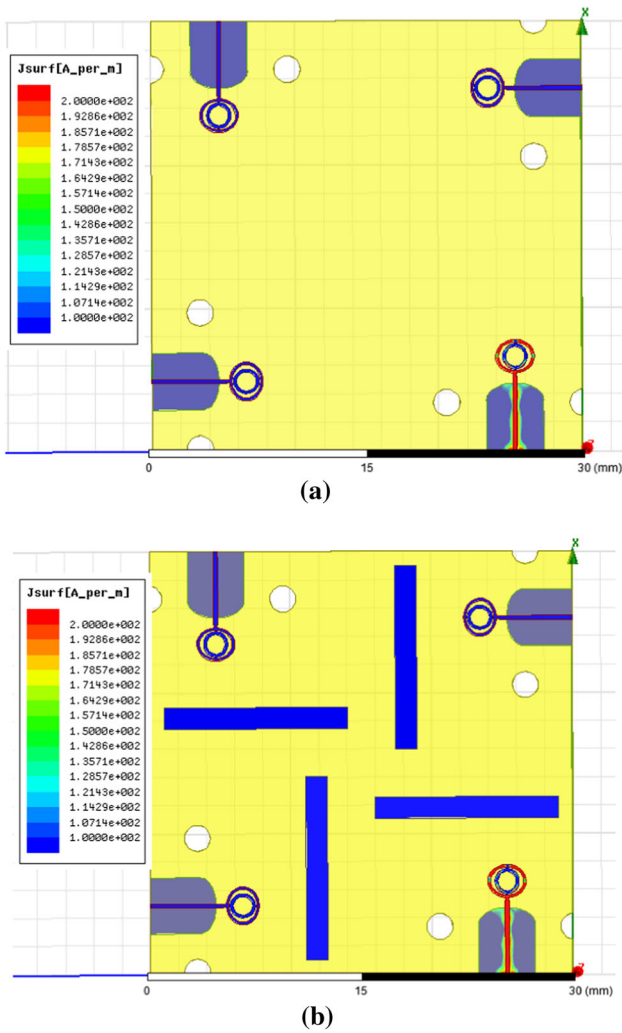 X
Jsurf[A_per_m]
2.0000e+002
1.9286e+002
1.8571e+002
1.7857e+002
1.7143e+002
1.6429e+002
1.5714e+002
1.5000e+002
1.4286e+002
1.3571e+002
1.2857e+002
1.2143e+002
1.1429e+002
1.0714e+002
1.0000e+002
0 15 30 (mm)
(a)
X
Jsurf[A_per_m]
2.0000e+002
1.9286e+002
1.8571e+002
1.7857e+002
1.7143e+002
1.6429e+002
1.5714e+002
1.5000e+002
1.4286e+002
1.3571e+002
1.2857e+002
1.2143e+002
1.1429e+002
1.0714e+002
1.0000e+002
0 15 30 (mm)
(b)